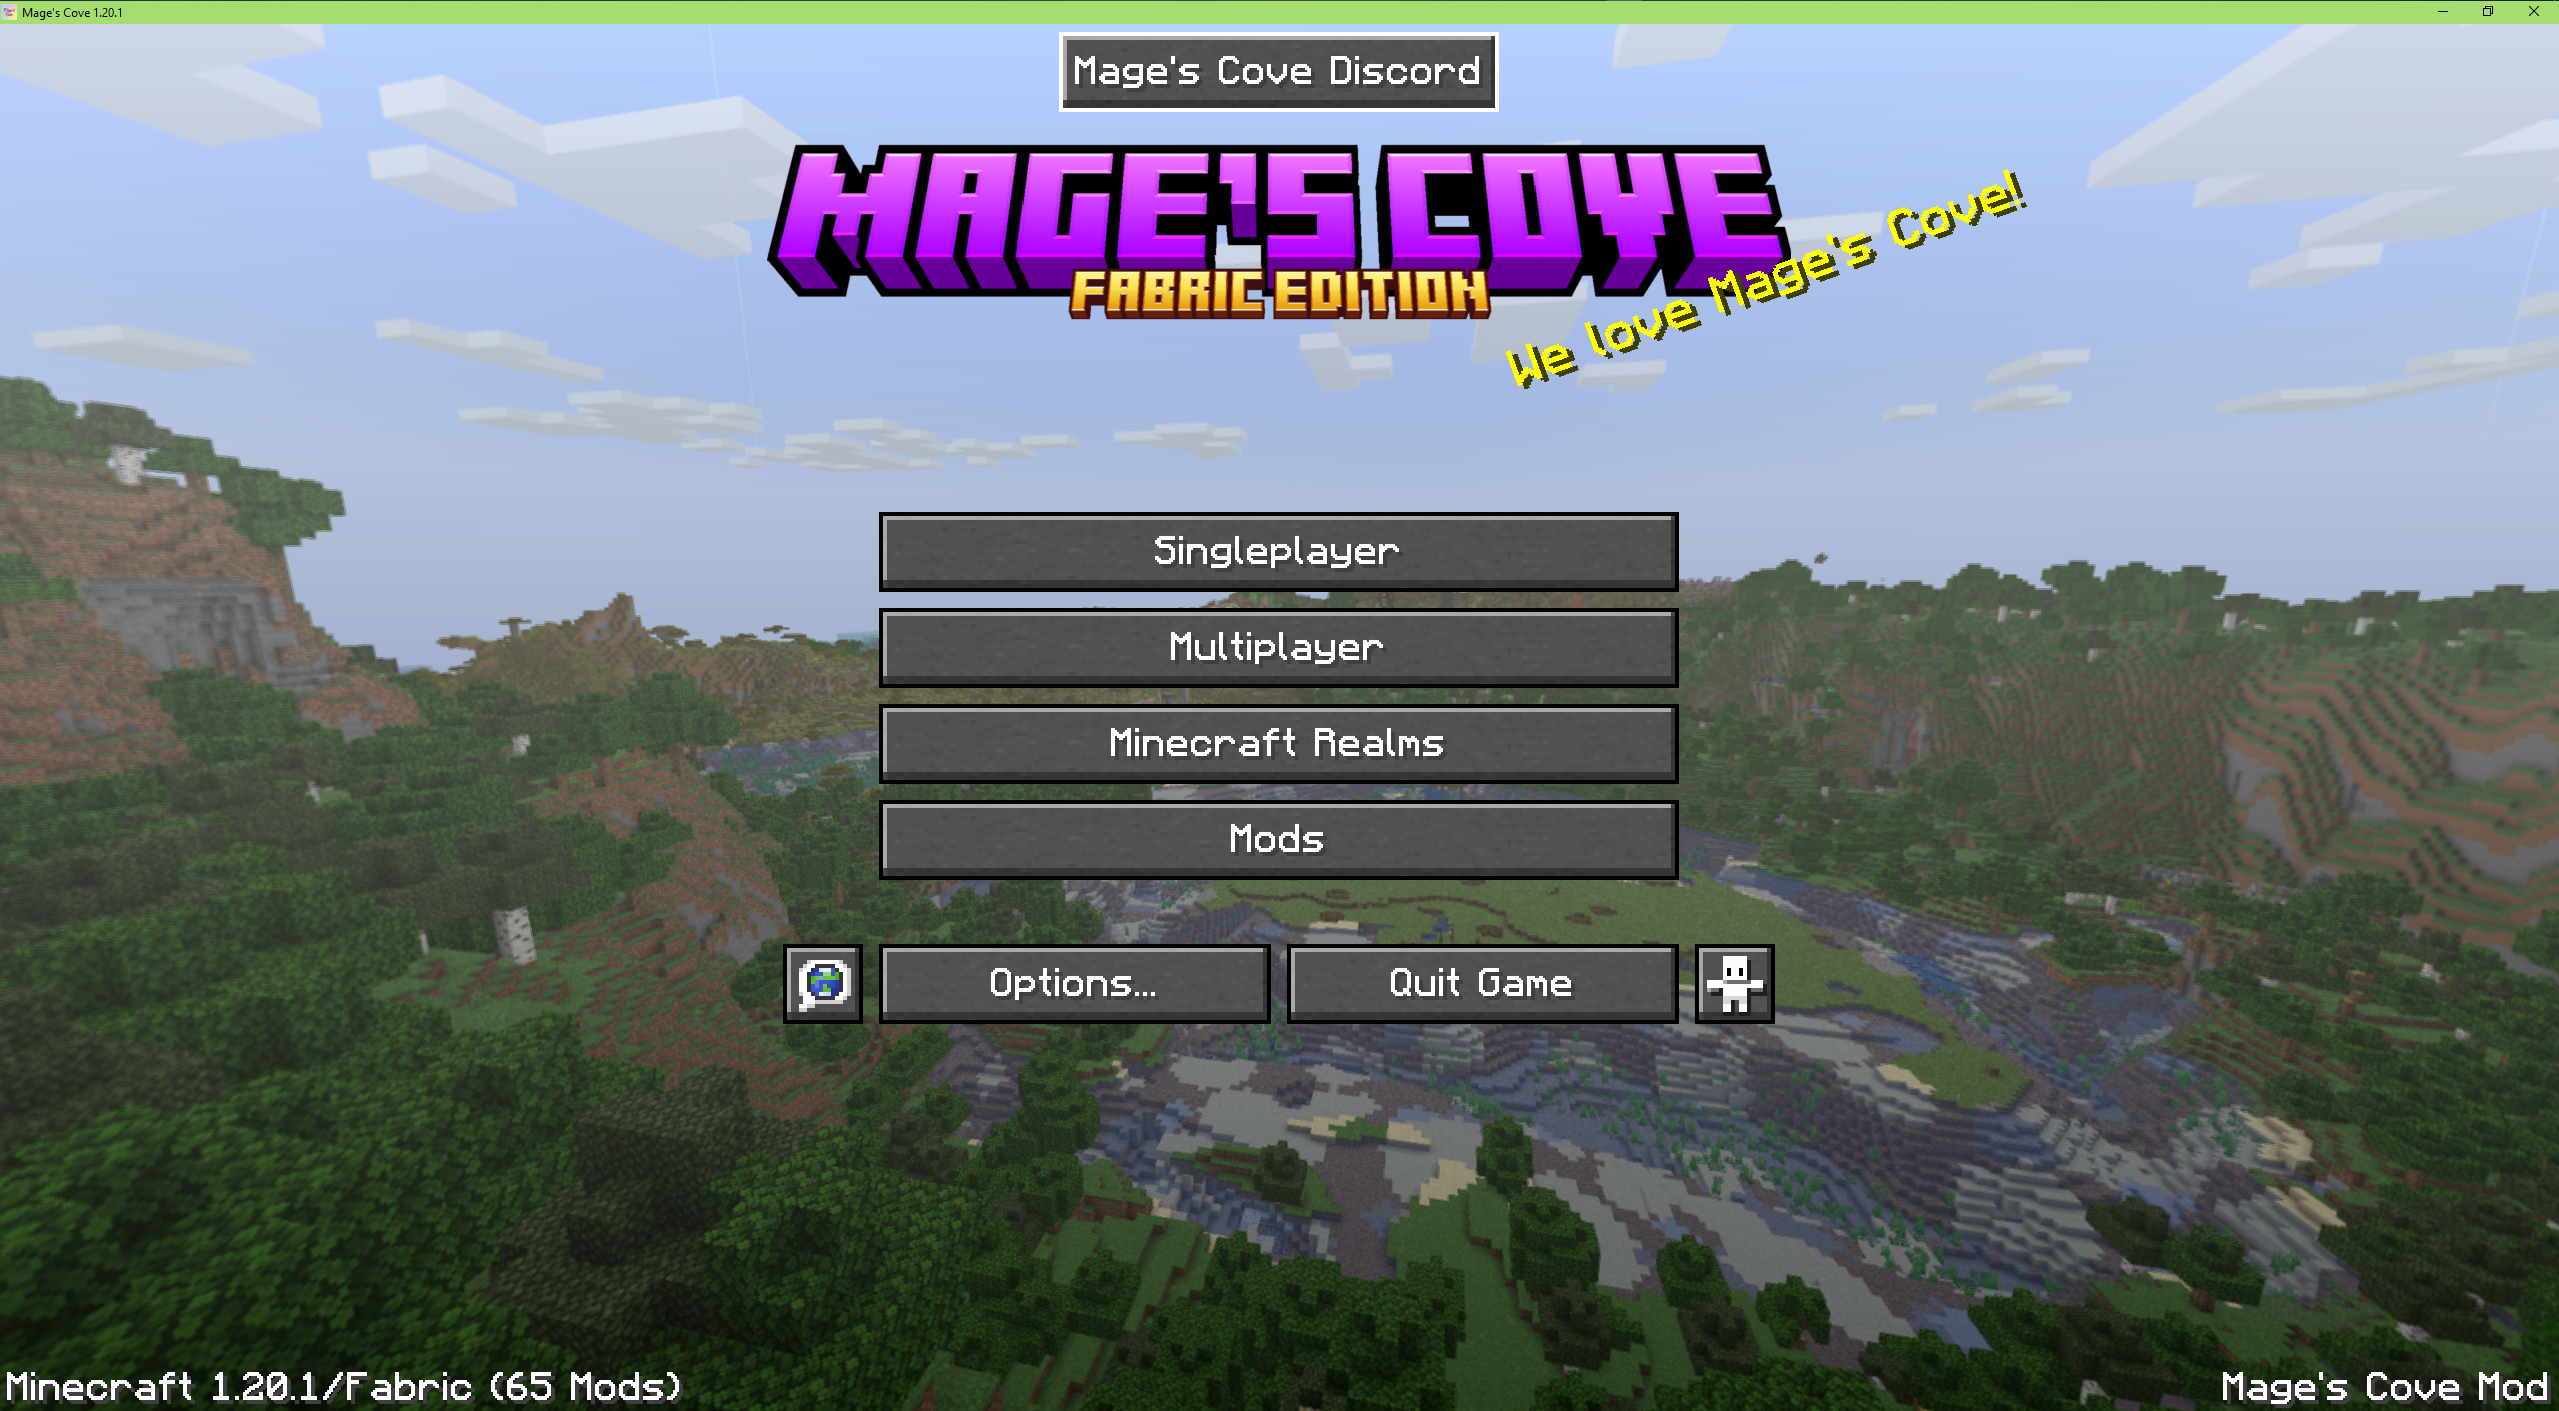 Mage's Cove 1.20.1
Mage's Cove Discord
MAGE'S COVE
FABRIC EDITION
We love Mage's Cove!
Singleplayer
Multiplayer
Minecraft Realms
Mods
Options...
Quit Game
Minecraft 1.20.1/Fabric (65 Mods)
Mage's Cove Mod